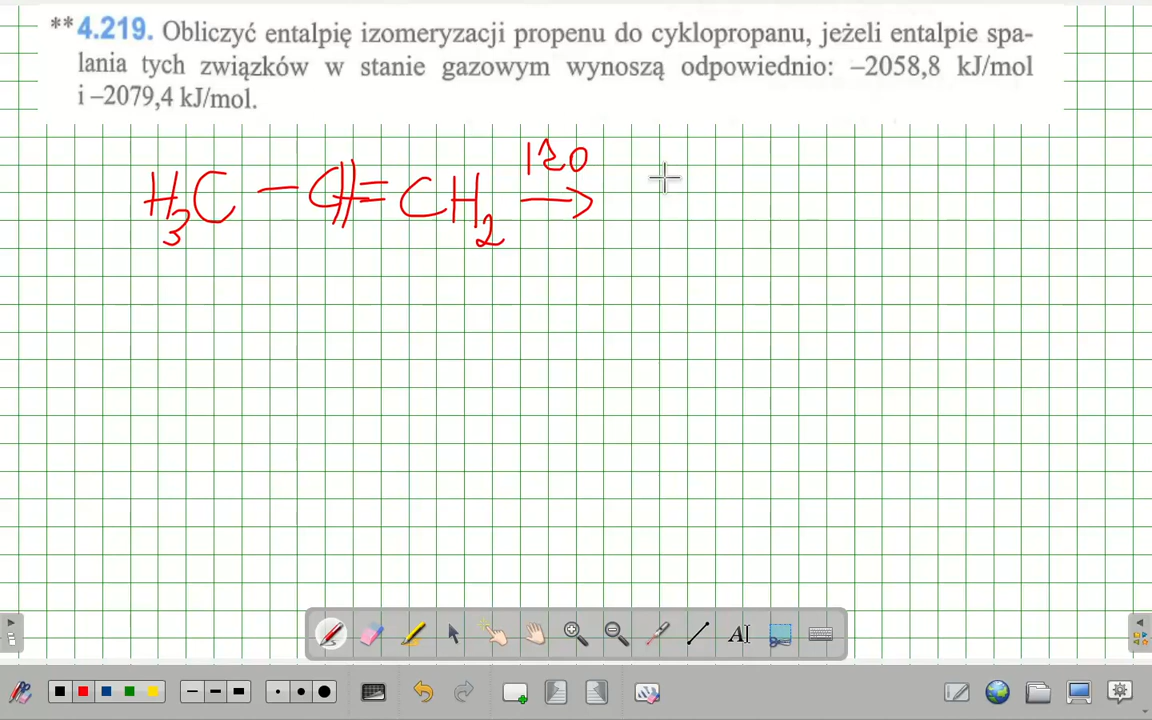 **4.219. Obliczyć entalpię izomeryzacji propenu do cyklopropanu, jeżeli entalpie spa-
lania tych związków w stanie gazowym wynoszą odpowiednio: –2058,8 kJ/mol
i –2079,4 kJ/mol.
120
H₃C – CH = CH₂ →
AI